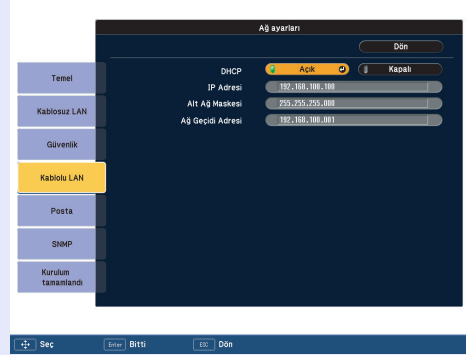 Ağ ayarları
Dön
Temel
Kablosuz LAN
Güvenlik
Kablolu LAN
Posta
SNMP
Kurulum
tamamlandı
DHCP Açık Kapalı
IP Adresi 192.168.100.100
Alt Ağ Maskesi 255.255.255.000
Ağ Geçidi Adresi 192.168.100.001
Seç Enter Bitti ESC Dön